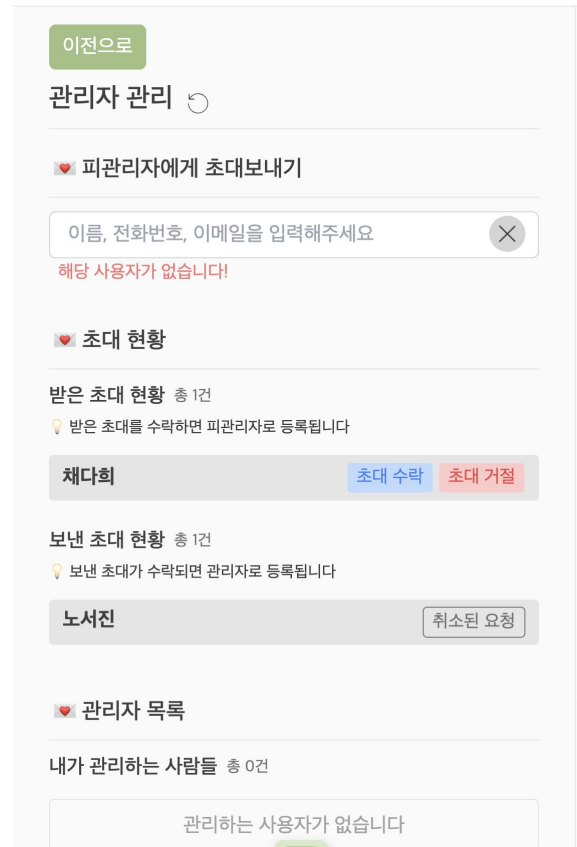 이전으로
관리자 관리
피관리자에게 초대보내기
이름, 전화번호, 이메일을 입력해주세요
해당 사용자가 없습니다!
초대 현황
받은 초대 현황 총 1건
받은 초대를 수락하면 피관리자로 등록됩니다
채다희 초대 수락 초대 거절
보낸 초대 현황 총 1건
보낸 초대가 수락되면 관리자로 등록됩니다
노서진 취소된 요청
관리자 목록
내가 관리하는 사람들 총 0건
관리하는 사용자가 없습니다